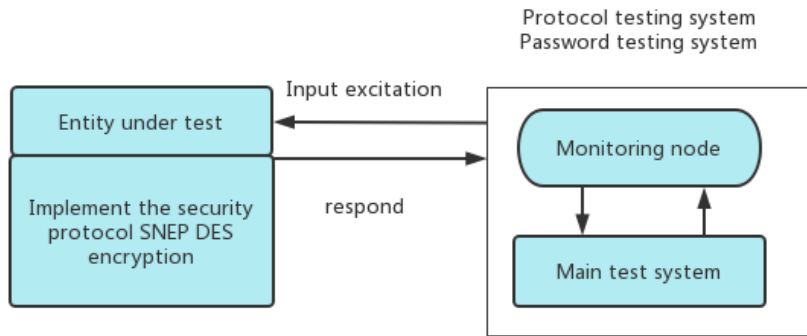 Protocol testing system
Password testing system
Input excitation
Entity under test
Monitoring node
Implement the security
protocol SNEP DES
encryption
respond
Main test system